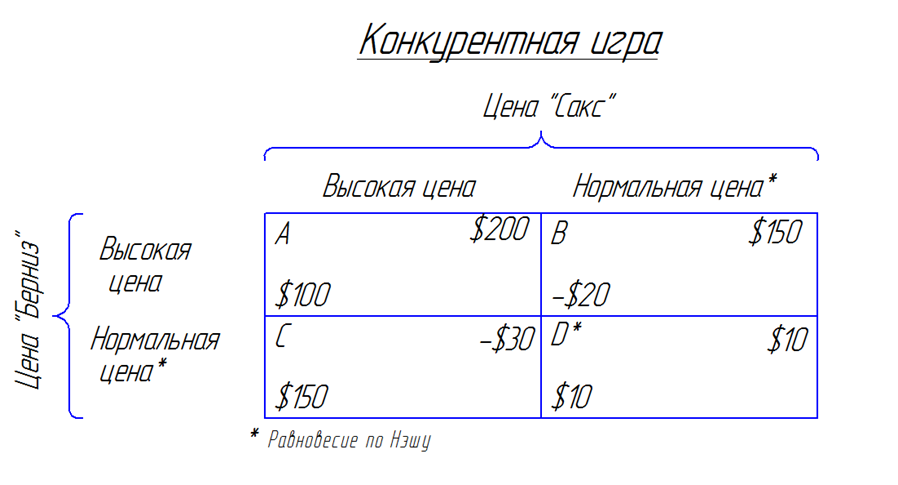 Конкурентная игра
Цена "Сакс"
Высокая цена
Нормальная цена*
Цена "Берниз"
Высокая
цена
A
$200
$100
B
$150
-$20
Нормальная
цена*
C
-$30
$150
D*
$10
$10
* Равновесие по Нэшу